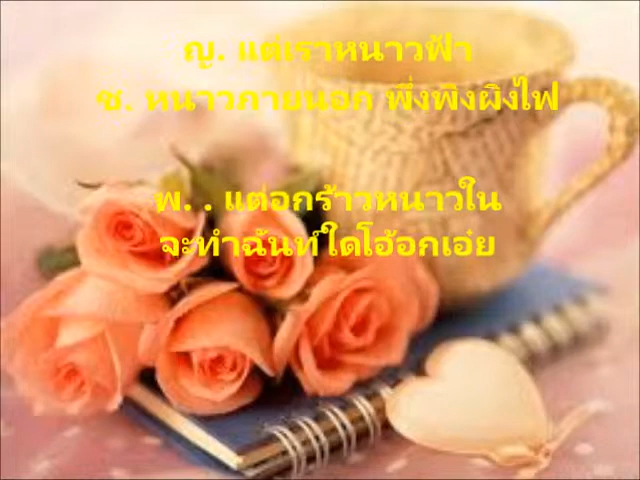 ญ. แต่เราหนาวฟ้า
ช. หนาวภายนอก พึ่งพิงผิงไฟ
พ. . แต่อกร้าวหนาวใน
จะทำฉันท์ใดโอ้อกเอ๋ย